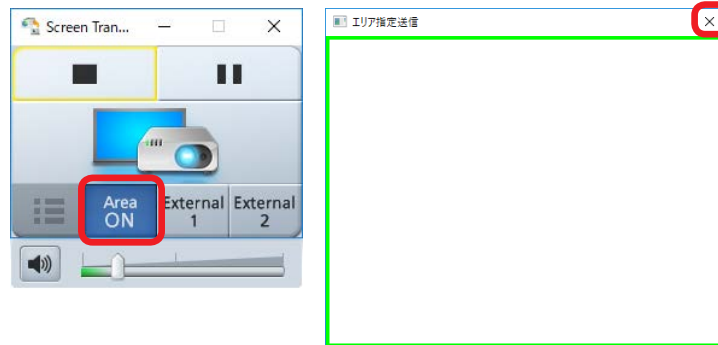 Screen Tran...
Area
ON
External
1
External
2
エリア指定送信